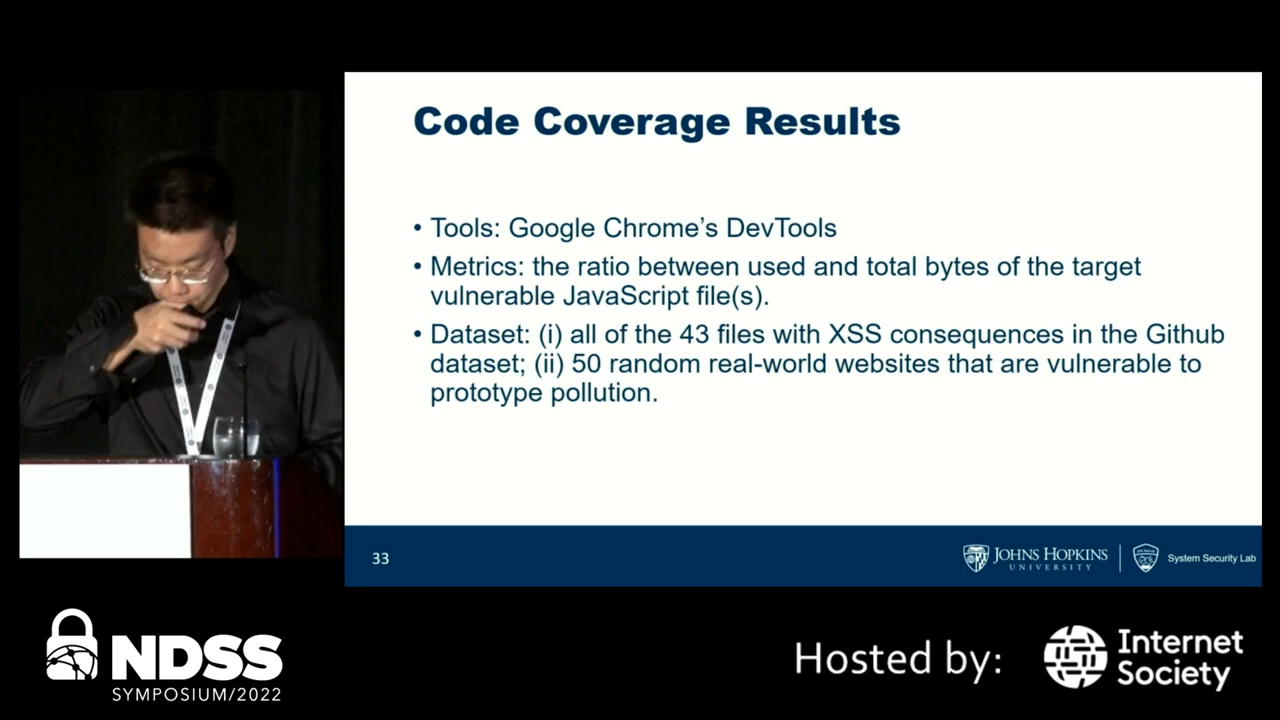 Code Coverage Results
• Tools: Google Chrome’s DevTools
• Metrics: the ratio between used and total bytes of the target
vulnerable JavaScript file(s).
• Dataset: (i) all of the 43 files with XSS consequences in the Github
dataset; (ii) 50 random real-world websites that are vulnerable to
prototype pollution.
33
JOHNS HOPKINS
UNIVERSITY
System Security Lab
NDSS
SYMPOSIUM/2022
Hosted by:
Internet
Society